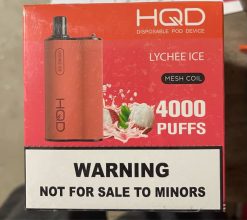 HQD
DISPOSABLE POD DEVICE
LYCHEE ICE
MESH COIL
HQD
4000
PUFFS
WARNING
NOT FOR SALE TO MINORS